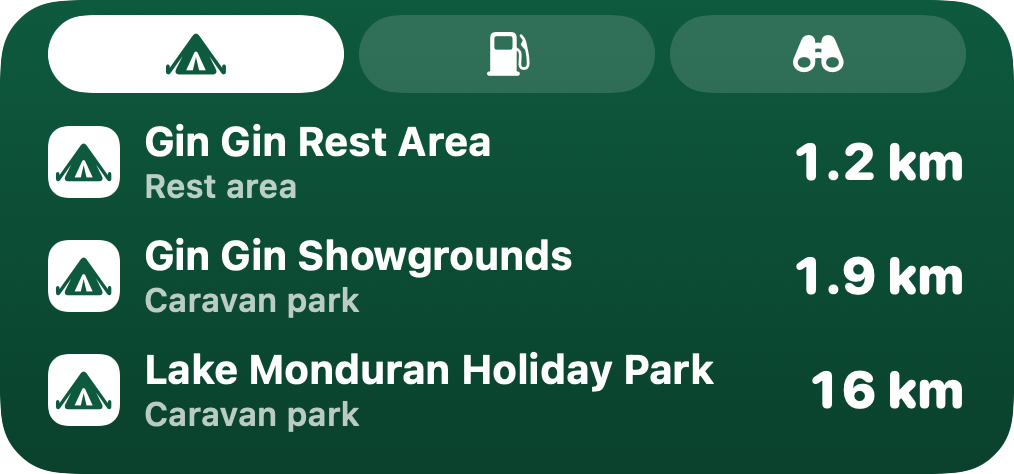 Gin Gin Rest Area
Rest area
1.2 km
Gin Gin Showgrounds
Caravan park
1.9 km
Lake Monduran Holiday Park
Caravan park
16 km